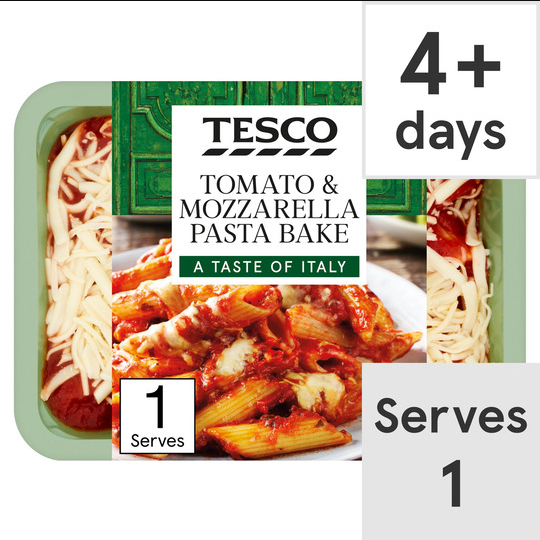 4+
days
TESCO
TOMATO &
MOZZARELLA
PASTA BAKE
A TASTE OF ITALY
1
Serves
Serves
1